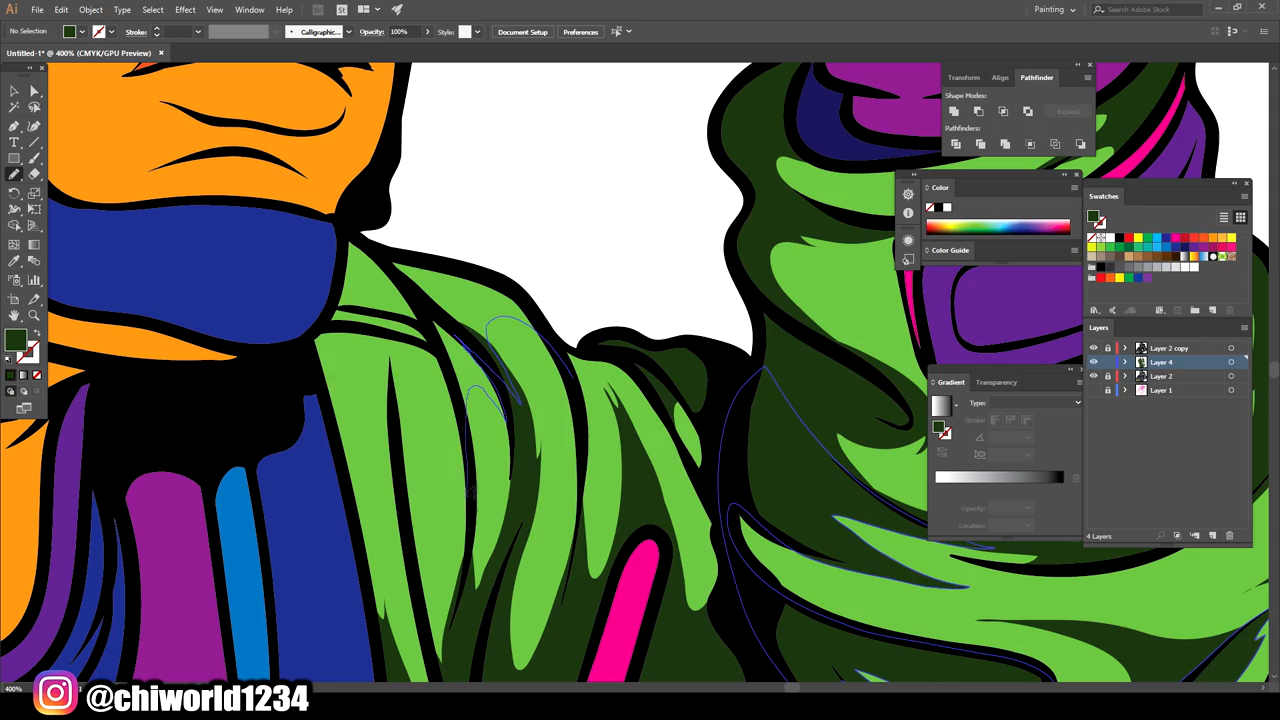 Ai File Edit Object Type Select Effect View Window Help Br St Painting Search Adobe Stock
No Selection Stroke: Calligraphic... Opacity: 100% Style: Document Setup Preferences
Untitled-1* @ 400% (CMYK/GPU Preview) ×
Transform Align Pathfinder
Shape Modes:
Expand
Pathfinders:
Color
Color Guide
Swatches
Layers
Layer 2 copy
Layer 4
Layer 2
Layer 1
4 Layers
Gradient Transparency
Type:
Stroke:
Opacity:
Location:
400%
@chiworld1234